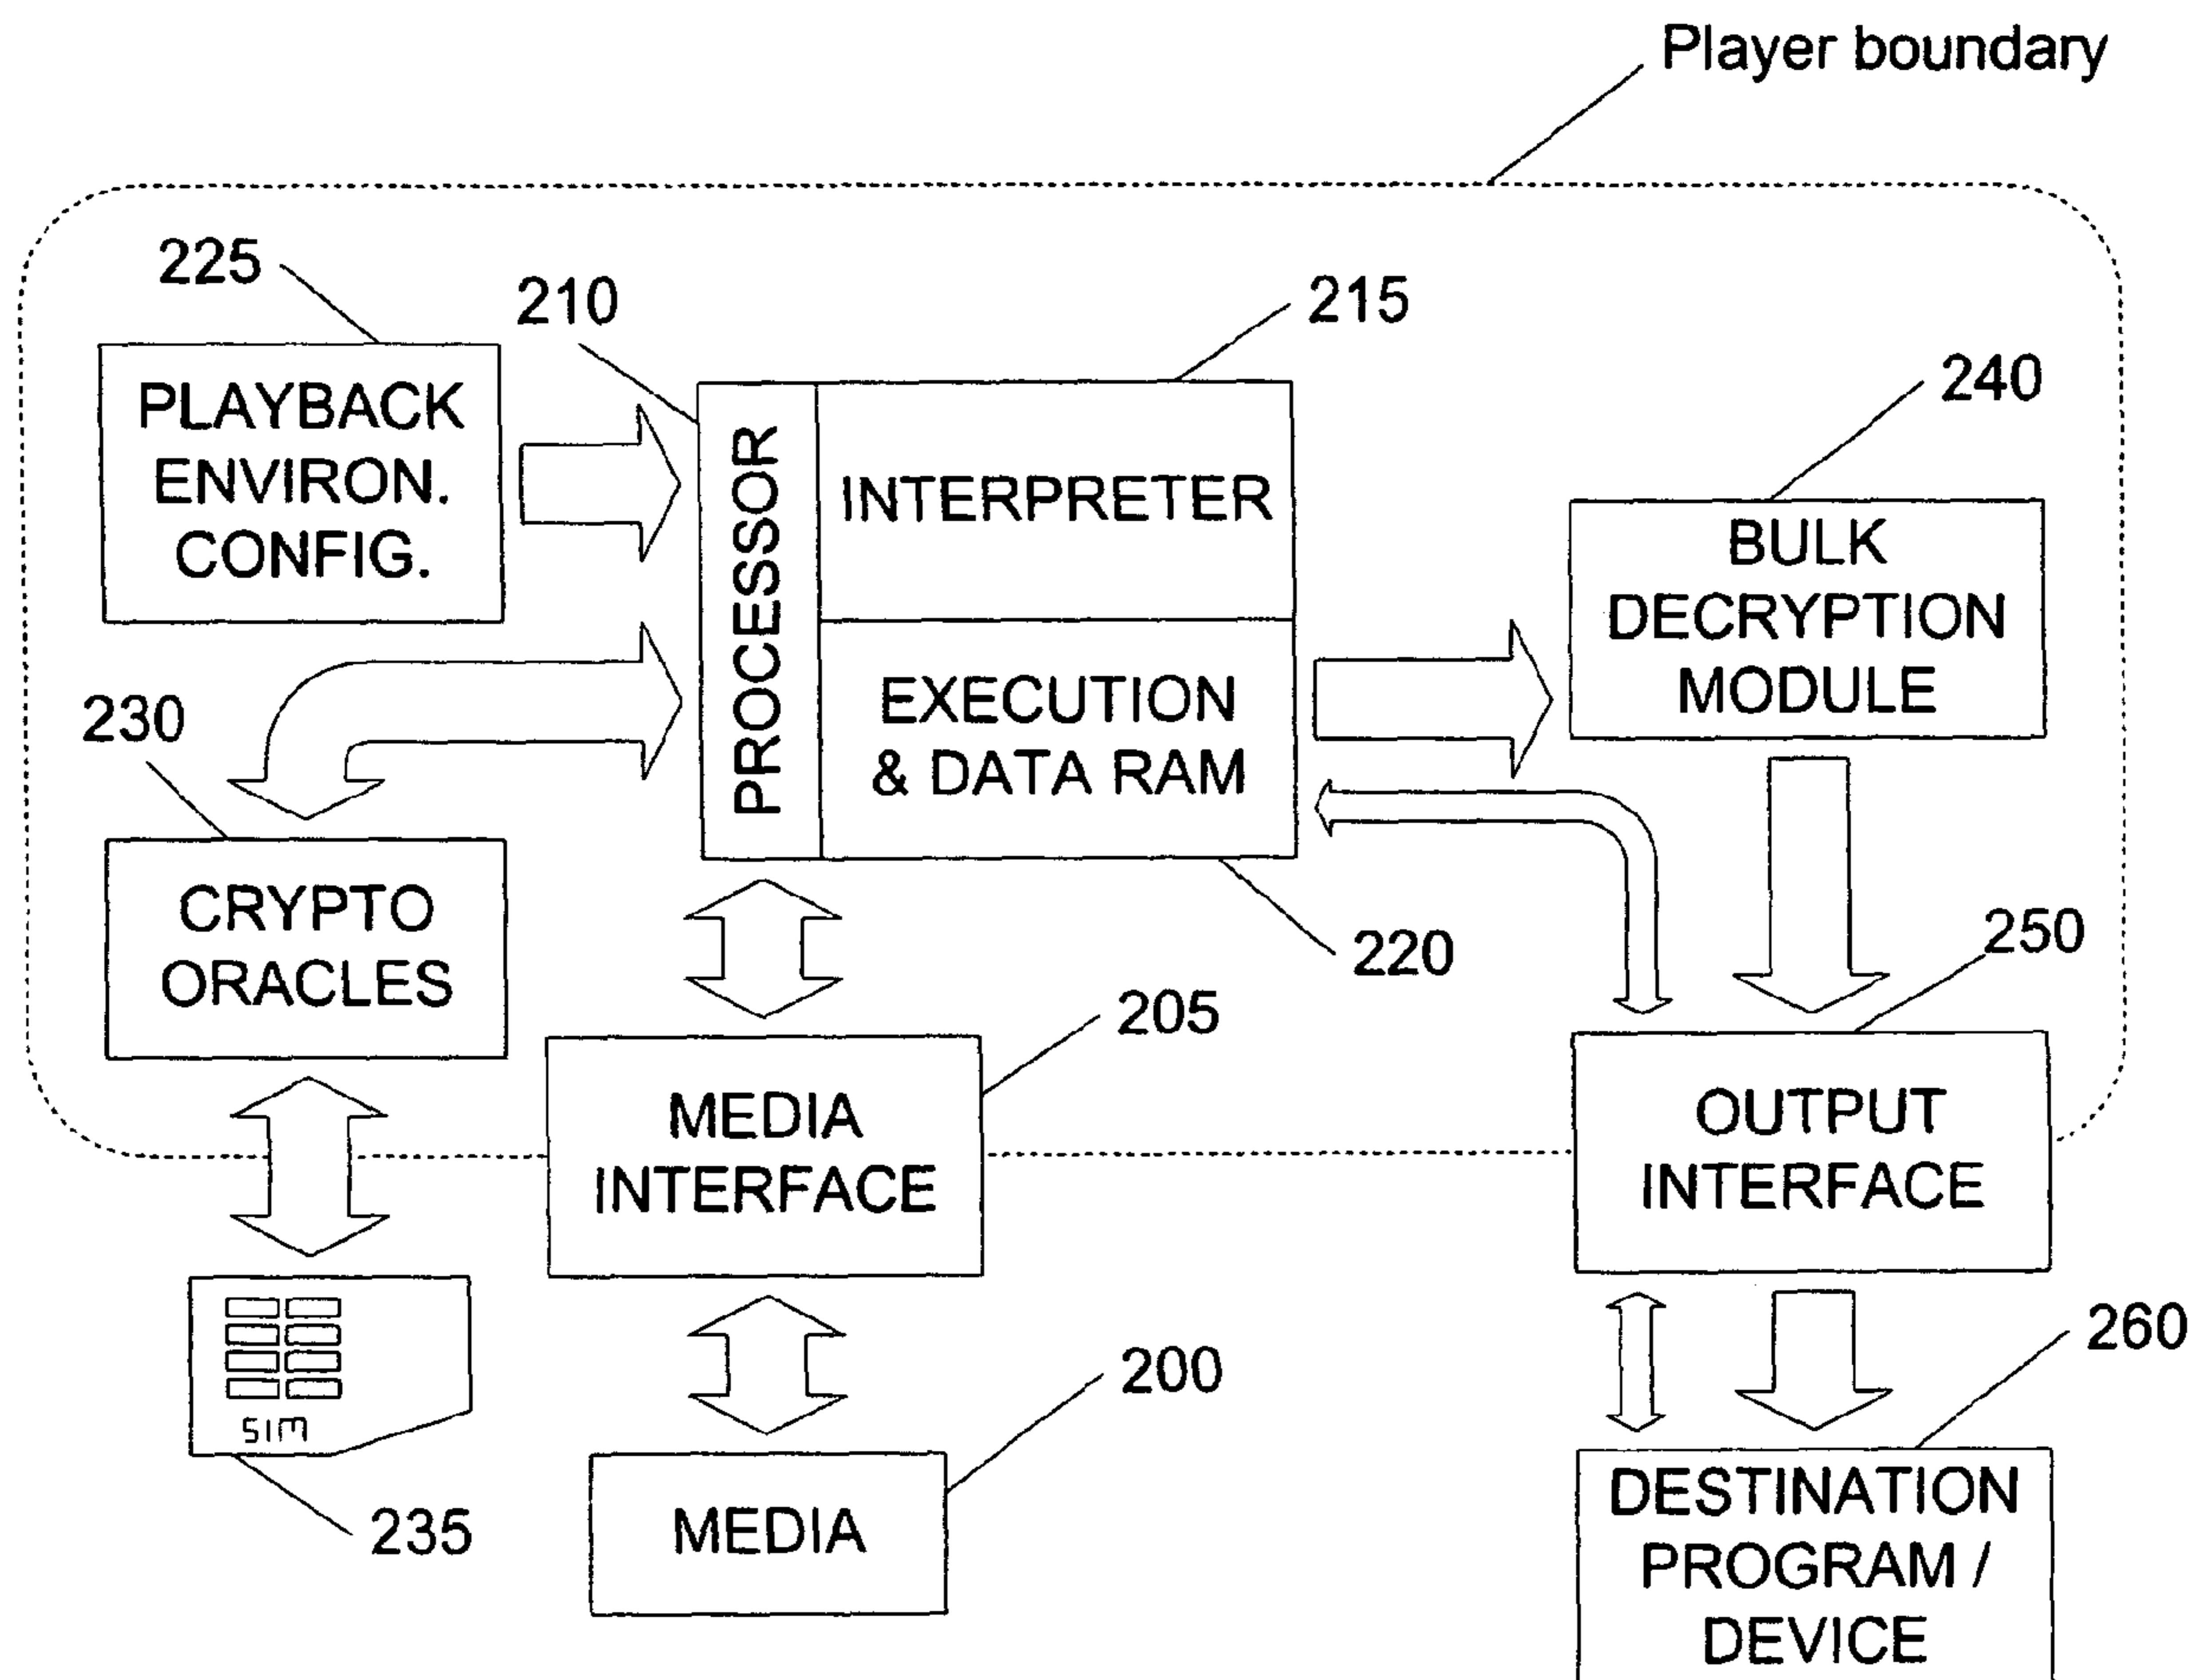 Player boundary
225
210
215
240
PLAYBACK
ENVIRON.
CONFIG.
PROCESSOR
INTERPRETER
EXECUTION
& DATA RAM
BULK
DECRYPTION
MODULE
230
CRYPTO
ORACLES
220
250
205
MEDIA
INTERFACE
OUTPUT
INTERFACE
SIM
235
200
MEDIA
260
DESTINATION
PROGRAM /
DEVICE